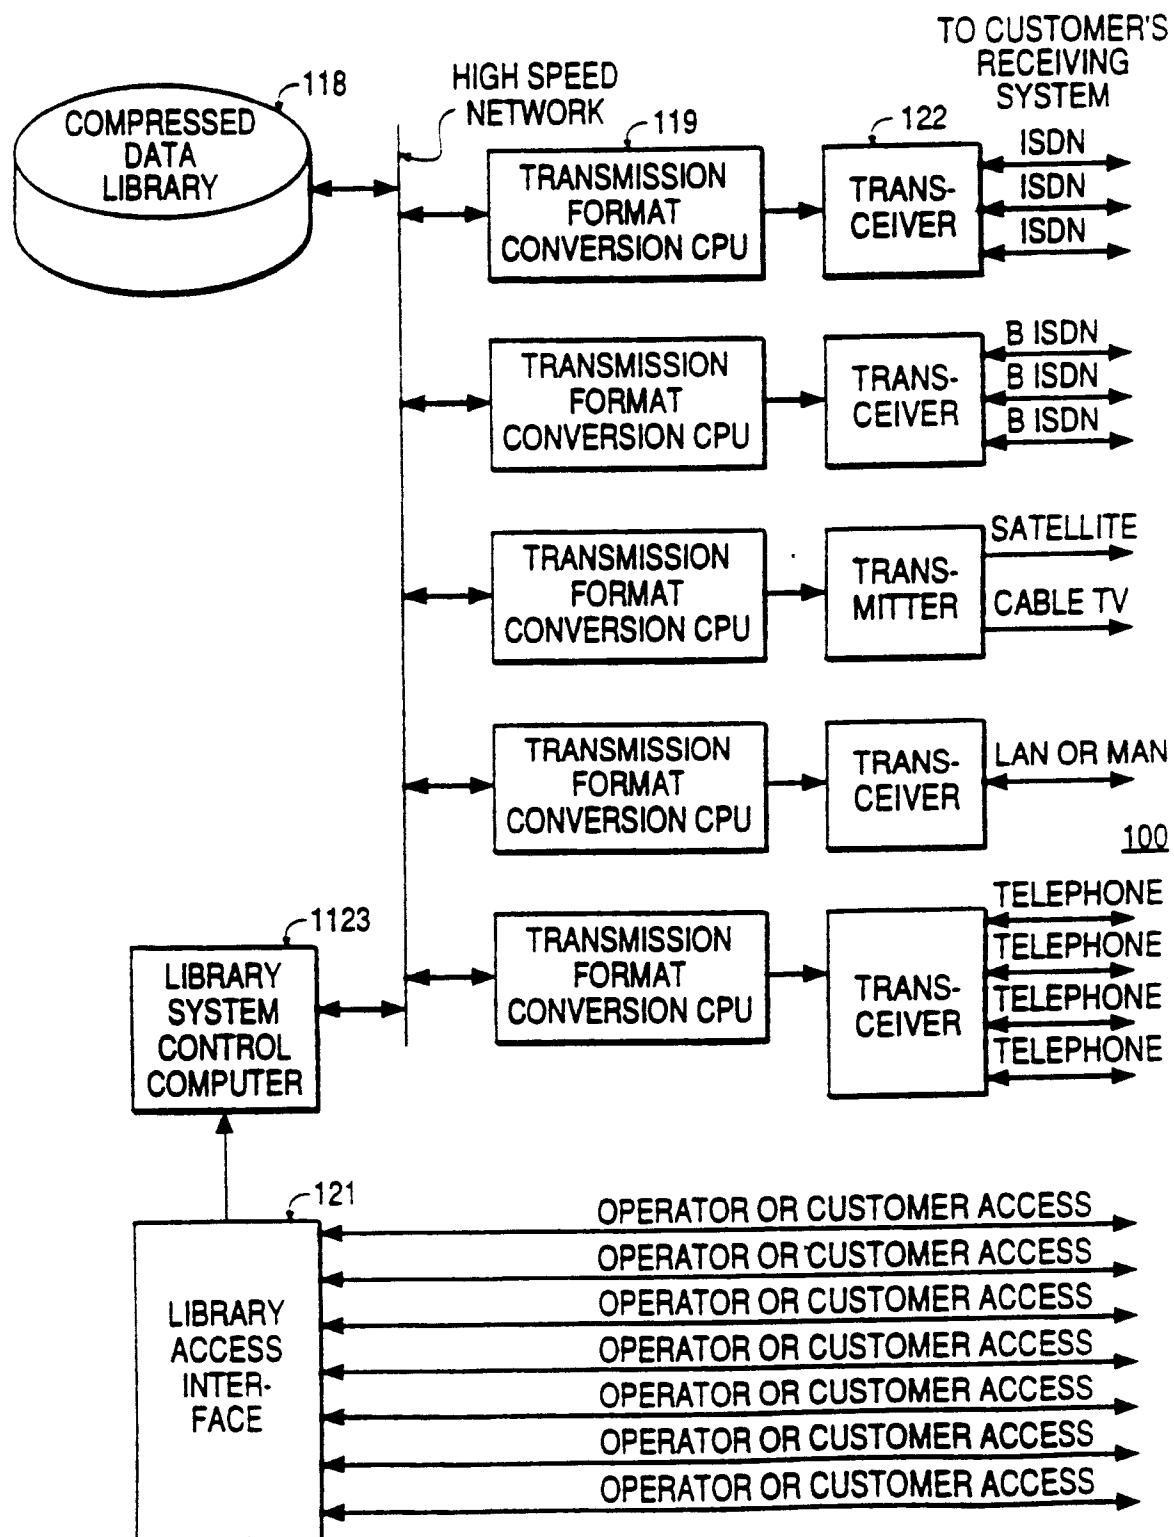 TO CUSTOMER'S
RECEIVING
SYSTEM
118
HIGH SPEED
NETWORK
COMPRESSED
DATA
LIBRARY
119
TRANSMISSION
FORMAT
CONVERSION CPU
122
TRANS-
CEIVER
ISDN
ISDN
ISDN
TRANSMISSION
FORMAT
CONVERSION CPU
TRANS-
CEIVER
B ISDN
B ISDN
B ISDN
TRANSMISSION
FORMAT
CONVERSION CPU
TRANS-
MITTER
SATELLITE
CABLE TV
TRANSMISSION
FORMAT
CONVERSION CPU
TRANS-
CEIVER
LAN OR MAN
100
TRANSMISSION
FORMAT
CONVERSION CPU
TRANS-
CEIVER
TELEPHONE
TELEPHONE
TELEPHONE
TELEPHONE
1123
LIBRARY
SYSTEM
CONTROL
COMPUTER
121
LIBRARY
ACCESS
INTER-
FACE
OPERATOR OR CUSTOMER ACCESS
OPERATOR OR CUSTOMER ACCESS
OPERATOR OR CUSTOMER ACCESS
OPERATOR OR CUSTOMER ACCESS
OPERATOR OR CUSTOMER ACCESS
OPERATOR OR CUSTOMER ACCESS
OPERATOR OR CUSTOMER ACCESS